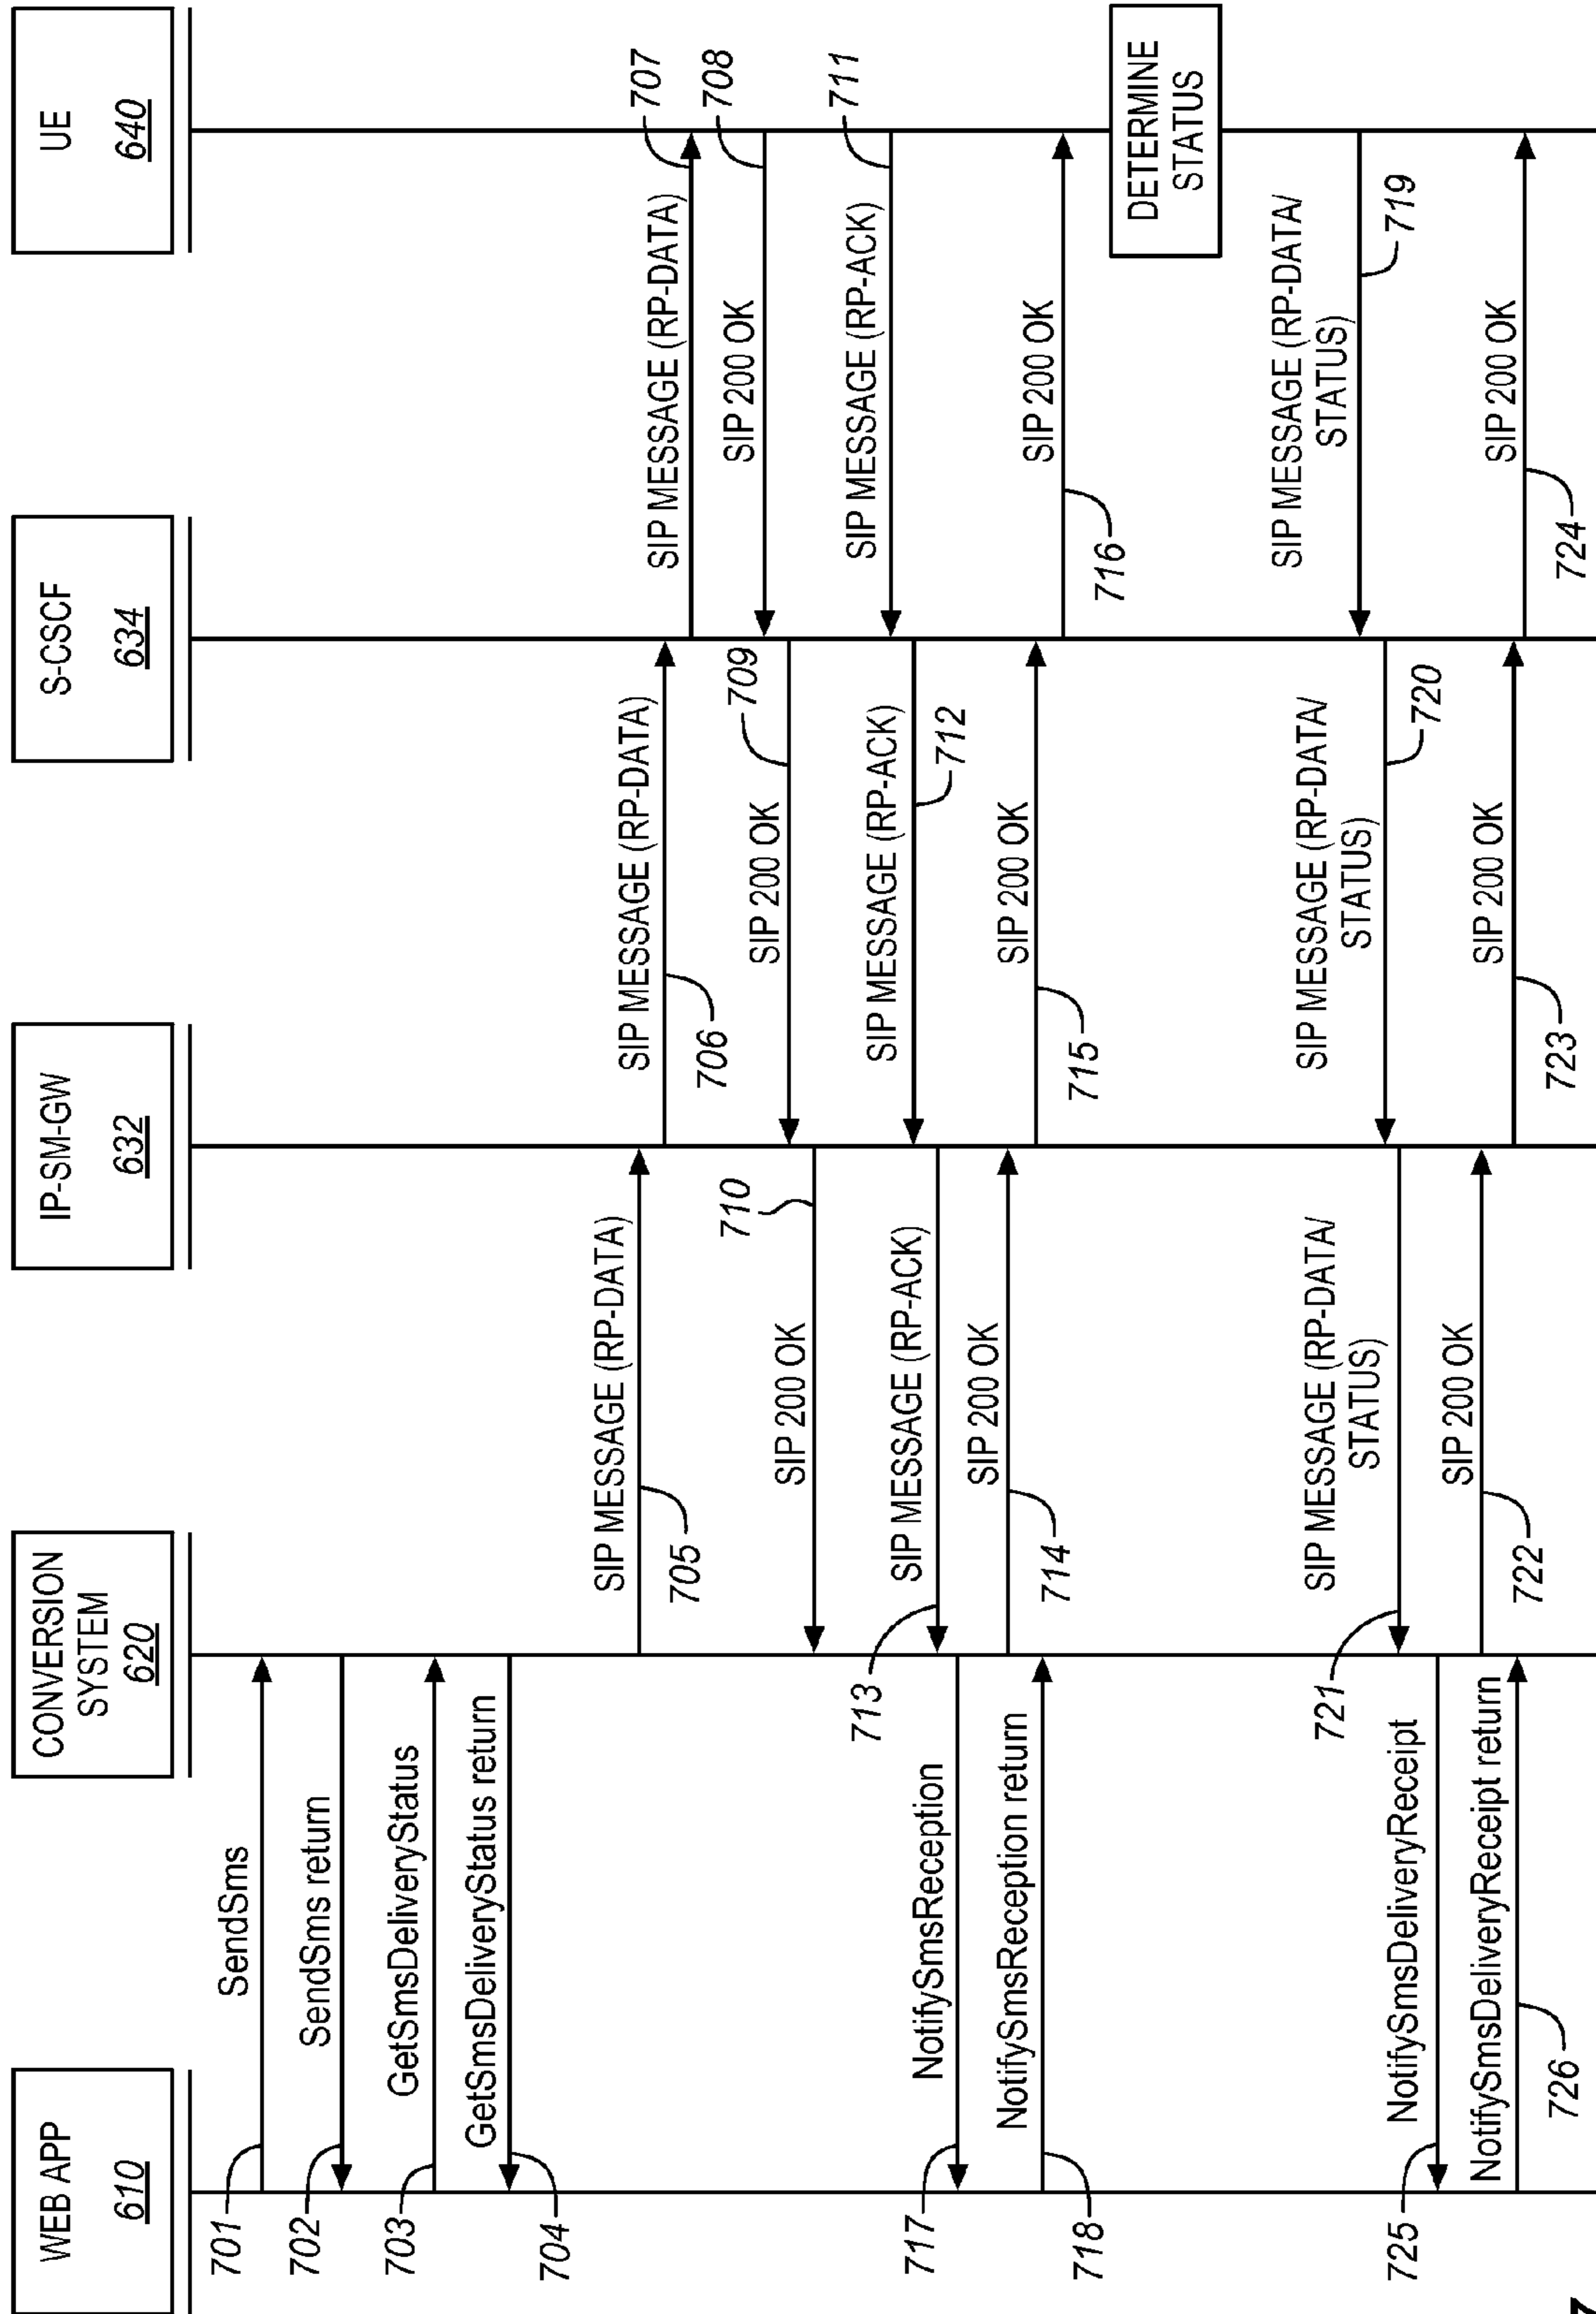 WEB APP
610
CONVERSION
SYSTEM
620
IP-SM-GW
632
S-CSCF
634
UE
640
701
SendSms
702
SendSms return
703
GetSmsDeliveryStatus
704
GetSmsDeliveryStatus return
SIP MESSAGE (RP-DATA)
705
SIP MESSAGE (RP-DATA)
706
SIP MESSAGE (RP-DATA)
707
SIP 200 OK
708
SIP 200 OK
709
SIP 200 OK
710
SIP MESSAGE (RP-ACK)
711
SIP MESSAGE (RP-ACK)
712
SIP MESSAGE (RP-ACK)
713
NotifySmsReception
717
SIP 200 OK
714
SIP 200 OK
715
SIP 200 OK
716
NotifySmsReception return
718
DETERMINE
STATUS
SIP MESSAGE (RP-DATA/
STATUS)
719
SIP MESSAGE (RP-DATA/
STATUS)
720
SIP MESSAGE (RP-DATA/
STATUS)
721
NotifySmsDeliveryReceipt
725
SIP 200 OK
722
SIP 200 OK
723
SIP 200 OK
724
NotifySmsDeliveryReceipt return
726